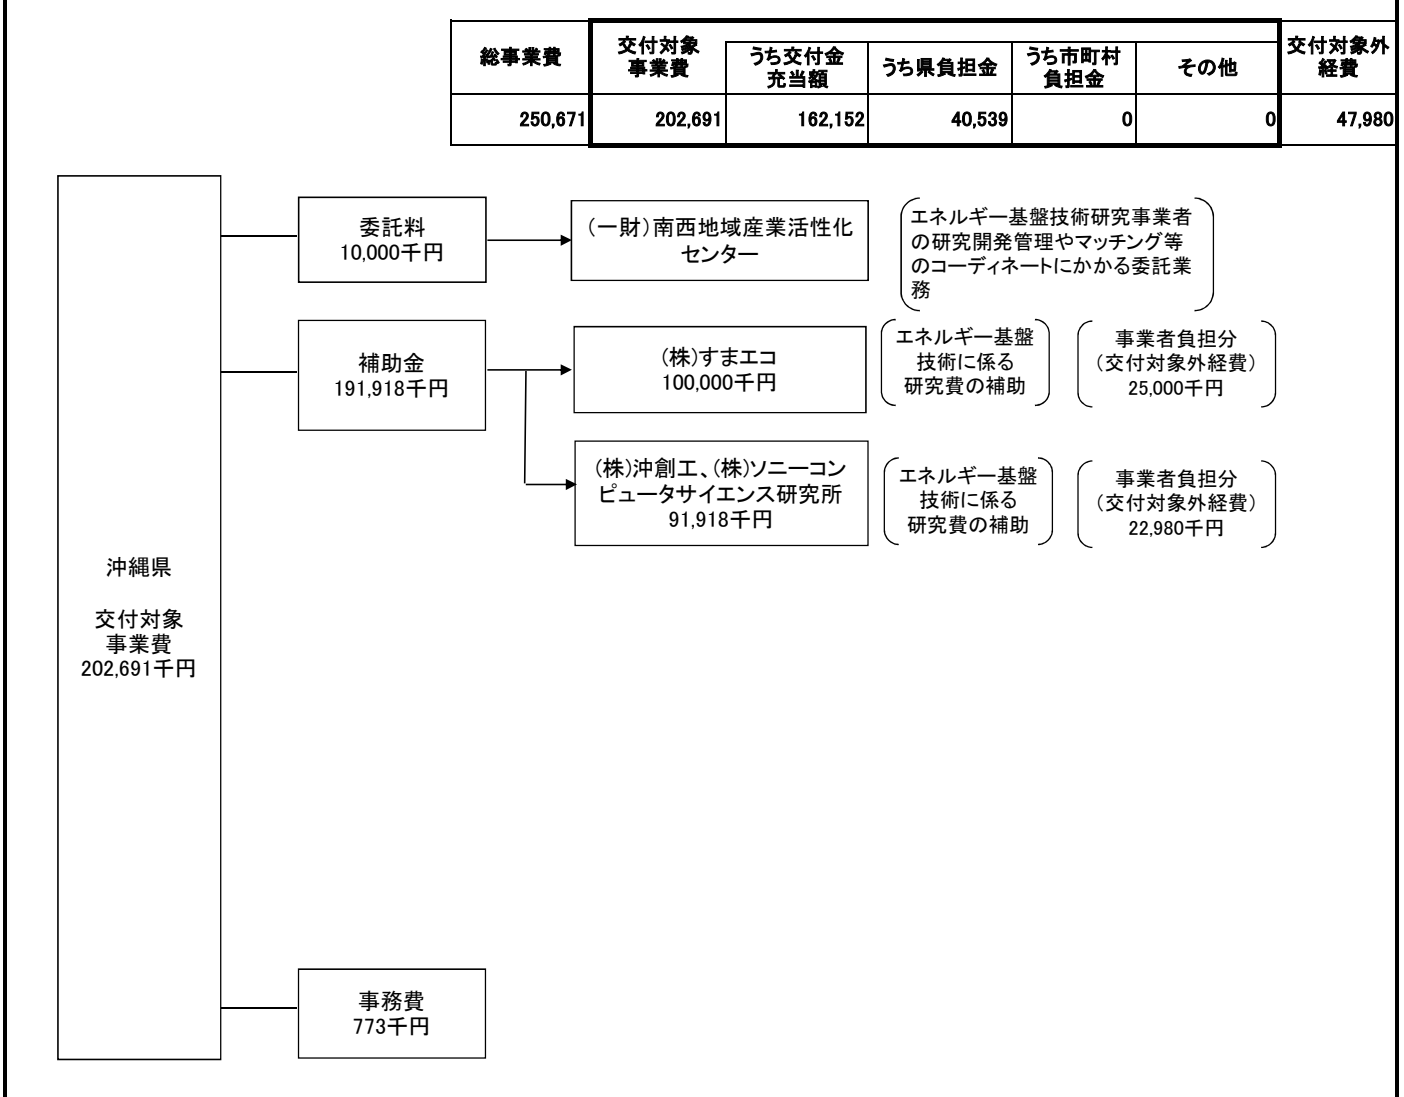 総事業費
交付対象
事業費
うち交付金
充当額
うち県負担金
うち市町村
負担金
その他
交付対象外
経費
250,671
202,691
162,152
40,539
0
0
47,980
委託料
10,000千円
(一財)南西地域産業活性化
センター
エネルギー基盤技術研究事業者
の研究開発管理やマッチング等
のコーディネートにかかる委託業
務
補助金
191,918千円
(株)すまエコ
100,000千円
エネルギー基盤
技術に係る
研究費の補助
事業者負担分
(交付対象外経費)
25,000千円
(株)沖創工、(株)ソニーコン
ピュータサイエンス研究所
91,918千円
エネルギー基盤
技術に係る
研究費の補助
事業者負担分
(交付対象外経費)
22,980千円
沖縄県
交付対象
事業費
202,691千円
事務費
773千円